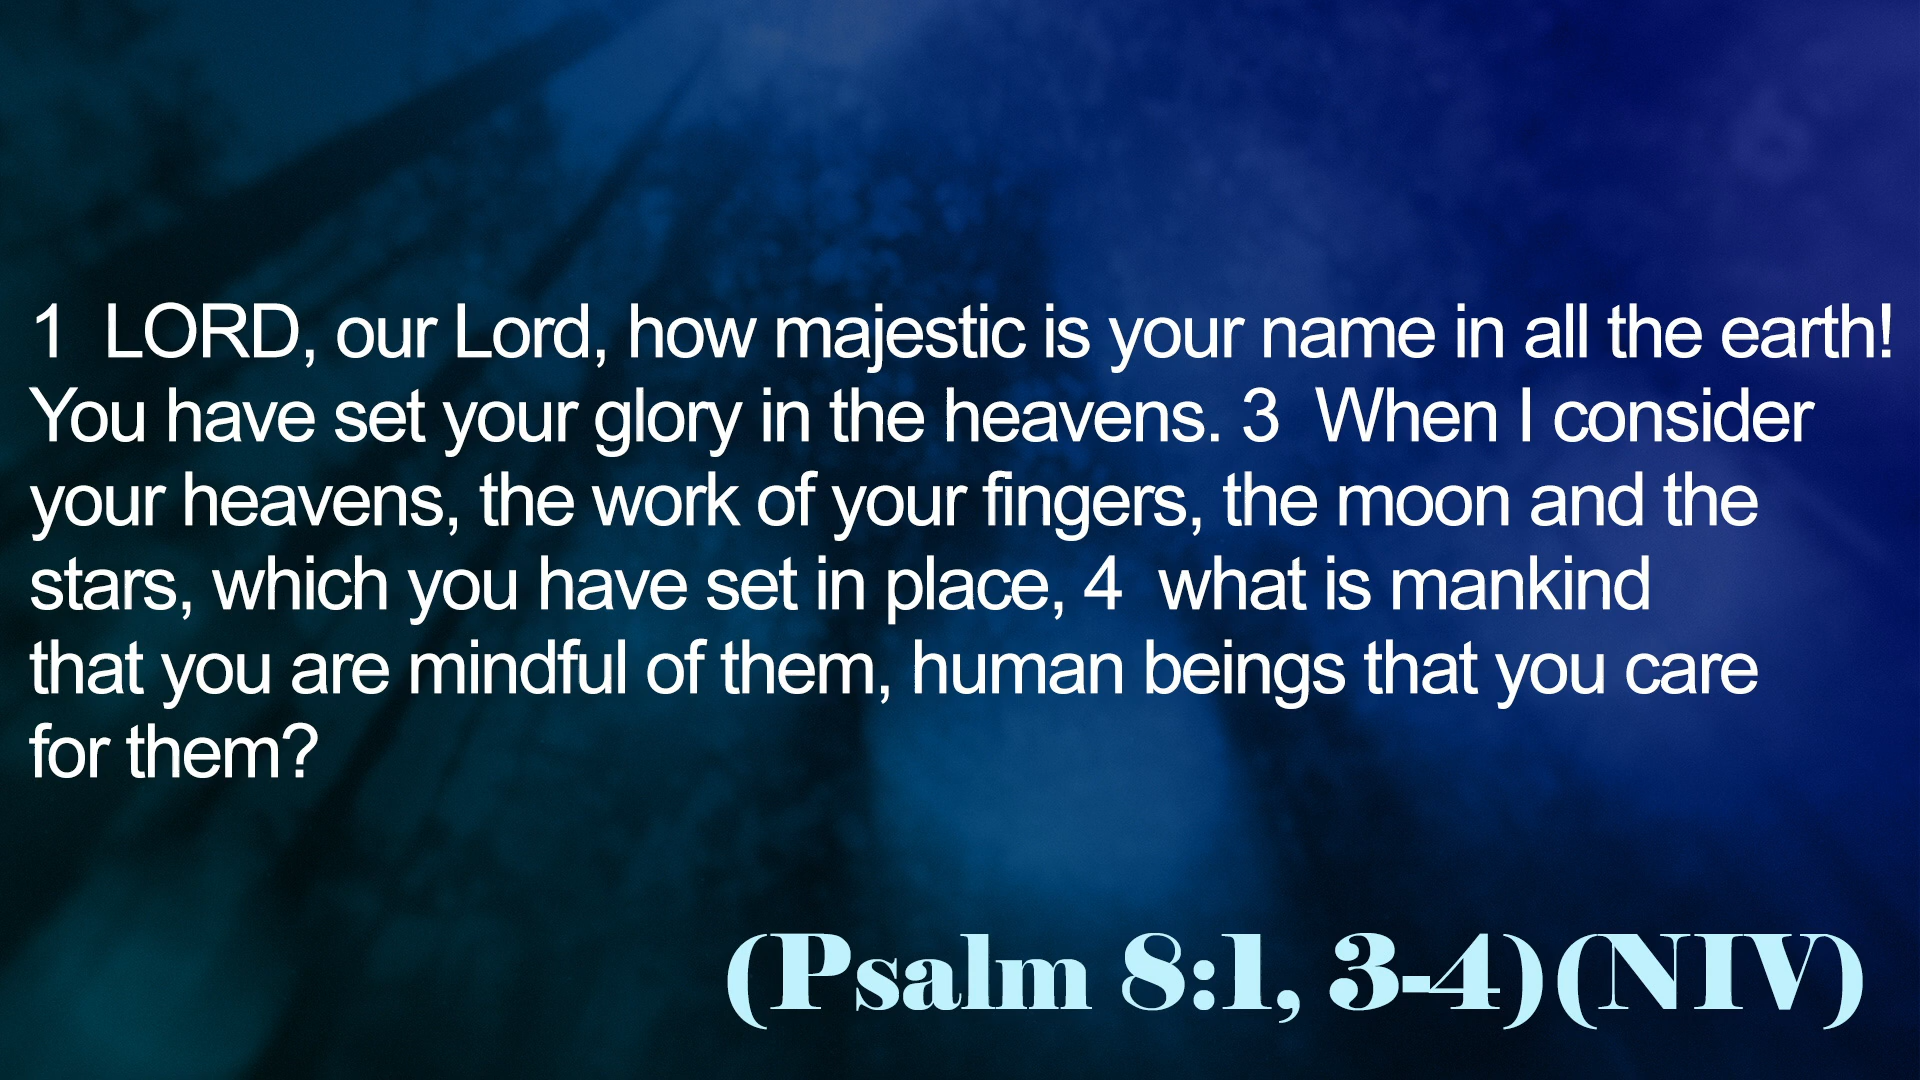 1  LORD, our Lord, how majestic is your name in all the earth!
You have set your glory in the heavens. 3  When I consider
your heavens, the work of your fingers, the moon and the
stars, which you have set in place, 4  what is mankind
that you are mindful of them, human beings that you care
for them?
(Psalm 8:1, 3-4)(NIV)